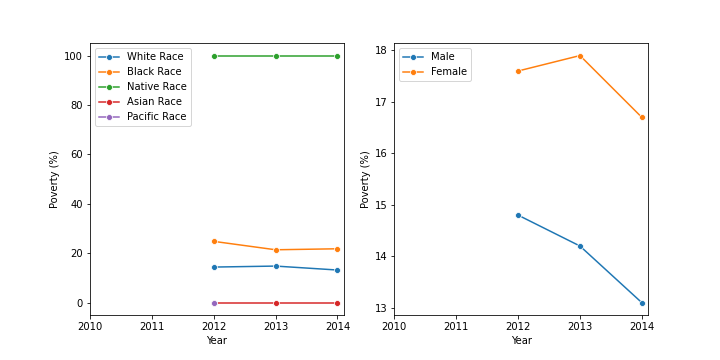 White Race
Black Race
Native Race
Asian Race
Pacific Race
100
80
60
40
20
0
Poverty (%)
2010 2011 2012 2013 2014
Year
Male
Female
18
17
16
15
14
13
Poverty (%)
2010 2011 2012 2013 2014
Year